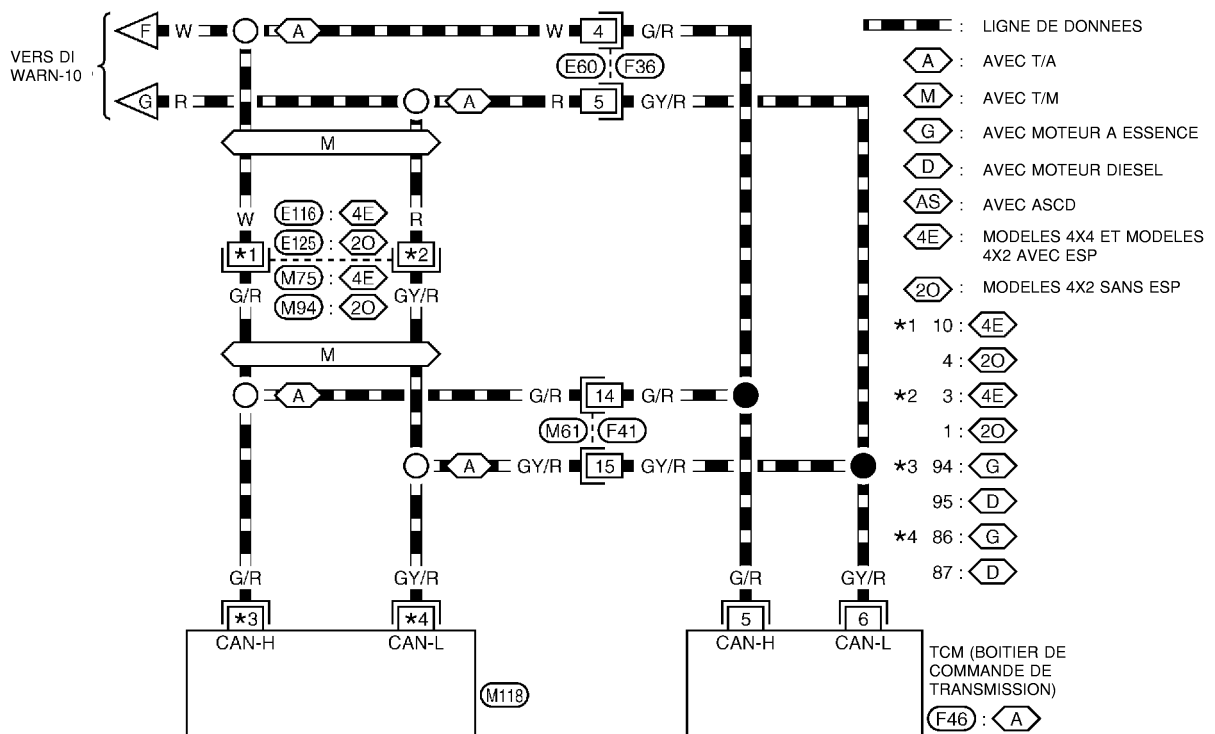 F W A W 4 G/R
VERS DI
WARN-10
E60 F36
G R A R 5 GY/R
M
W E116 : 4E R
E125 : 2O
*1 *2
M75 : 4E
G/R GY/R
M94 : 2O
M
A G/R 14 G/R
M61 F41
A GY/R 15 GY/R
G/R GY/R G/R GY/R
*3 *4 5 6
CAN-H CAN-L CAN-H CAN-L
M118
: LIGNE DE DONNEES
A : AVEC T/A
M : AVEC T/M
G : AVEC MOTEUR A ESSENCE
D : AVEC MOTEUR DIESEL
AS : AVEC ASCD
4E : MODELES 4X4 ET MODELES
4X2 AVEC ESP
2O : MODELES 4X2 SANS ESP
*1 10 : 4E
4 : 2O
*2 3 : 4E
1 : 2O
*3 94 : G
95 : D
*4 86 : G
87 : D
TCM (BOITIER DE
COMMANDE DE
TRANSMISSION)
F46 : A